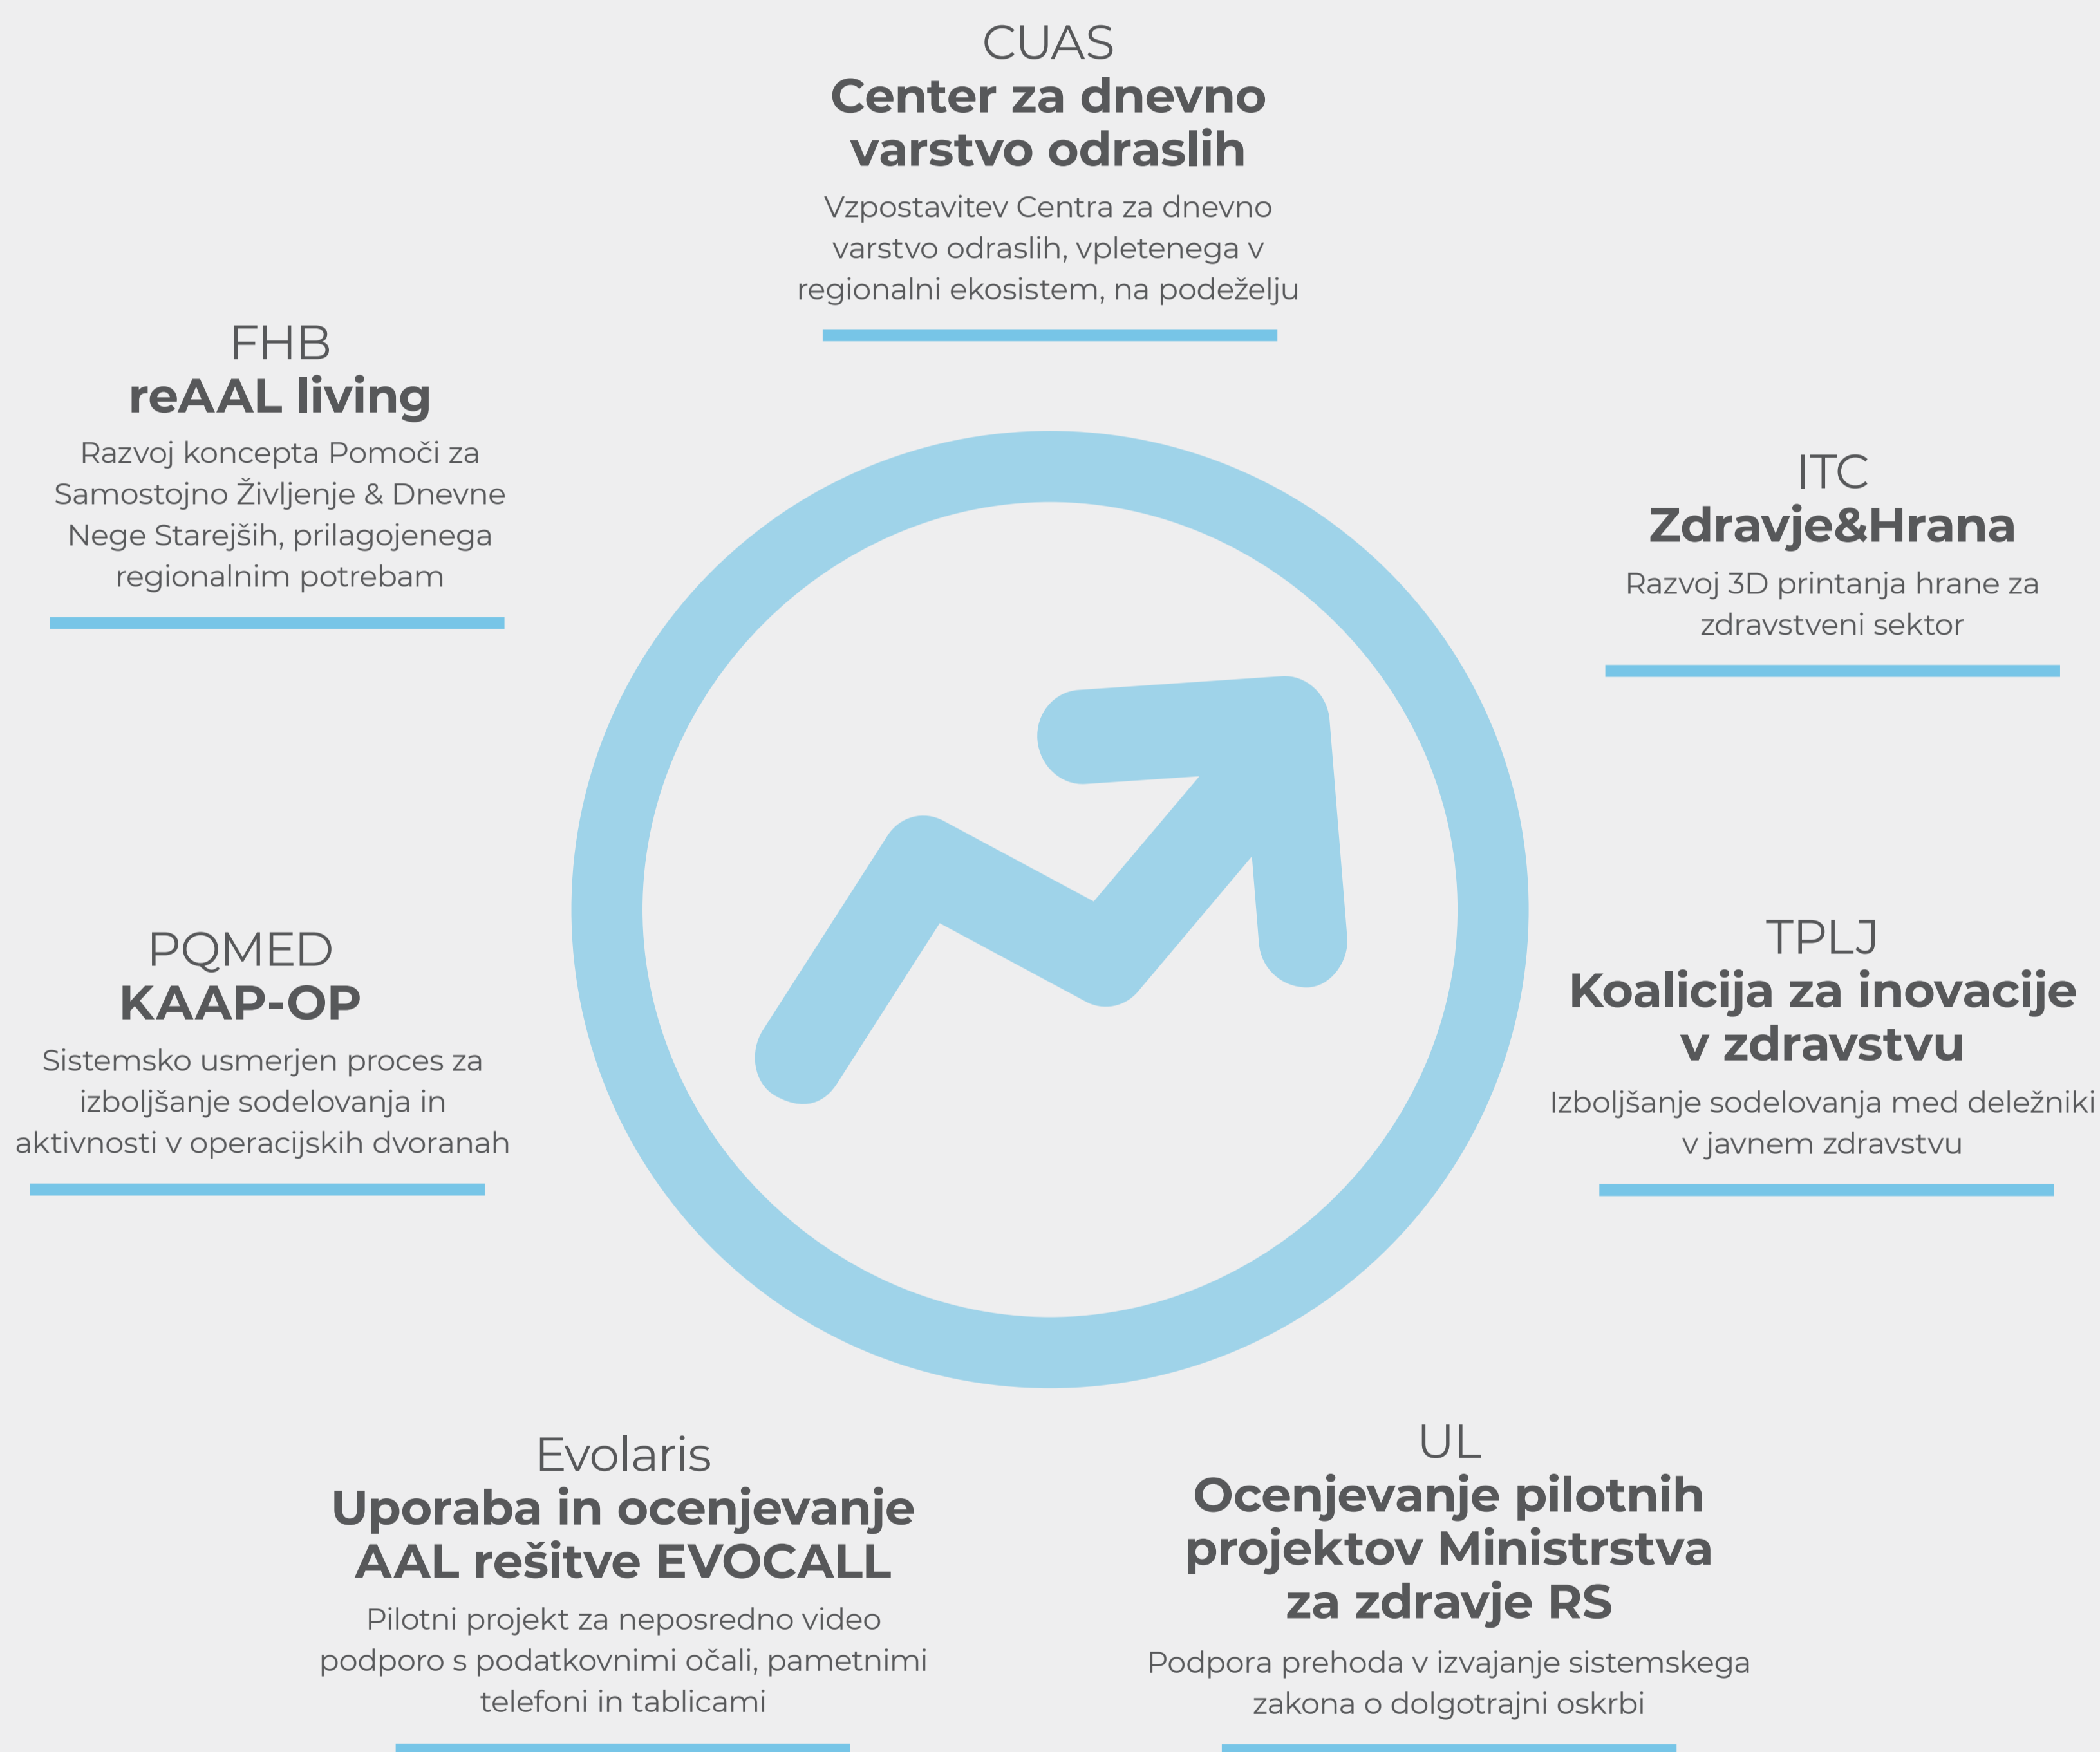 CUAS
Center za dnevno
varstvo odraslih
Vzpostavitev Centra za dnevno
varstvo odraslih, vpletenega v
regionalni ekosistem, na podeželju
FHB
reAAL living
Razvoj koncepta Pomoči za
Samostojno Življenje & Dnevne
Nege Starejših, prilagojenega
regionalnim potrebam
ITC
Zdravje&Hrana
Razvoj 3D printanja hrane za
zdravstveni sektor
PQMED
KAAP-OP
Sistemsko usmerjen proces za
izboljšanje sodelovanja in
aktivnosti v operacijskih dvoranah
TPLJ
Koalicija za inovacije
v zdravstvu
Izboljšanje sodelovanja med deležniki
v javnem zdravstvu
Evolaris
Uporaba in ocenjevanje
AAL rešitve EVOCALL
Pilotni projekt za neposredno video
podporo s podatkovnimi očali, pametnimi
telefoni in tablicami
UL
Ocenjevanje pilotnih
projektov Ministrstva
za zdravje RS
Podpora prehoda v izvajanje sistemskega
zakona o dolgotrajni oskrbi